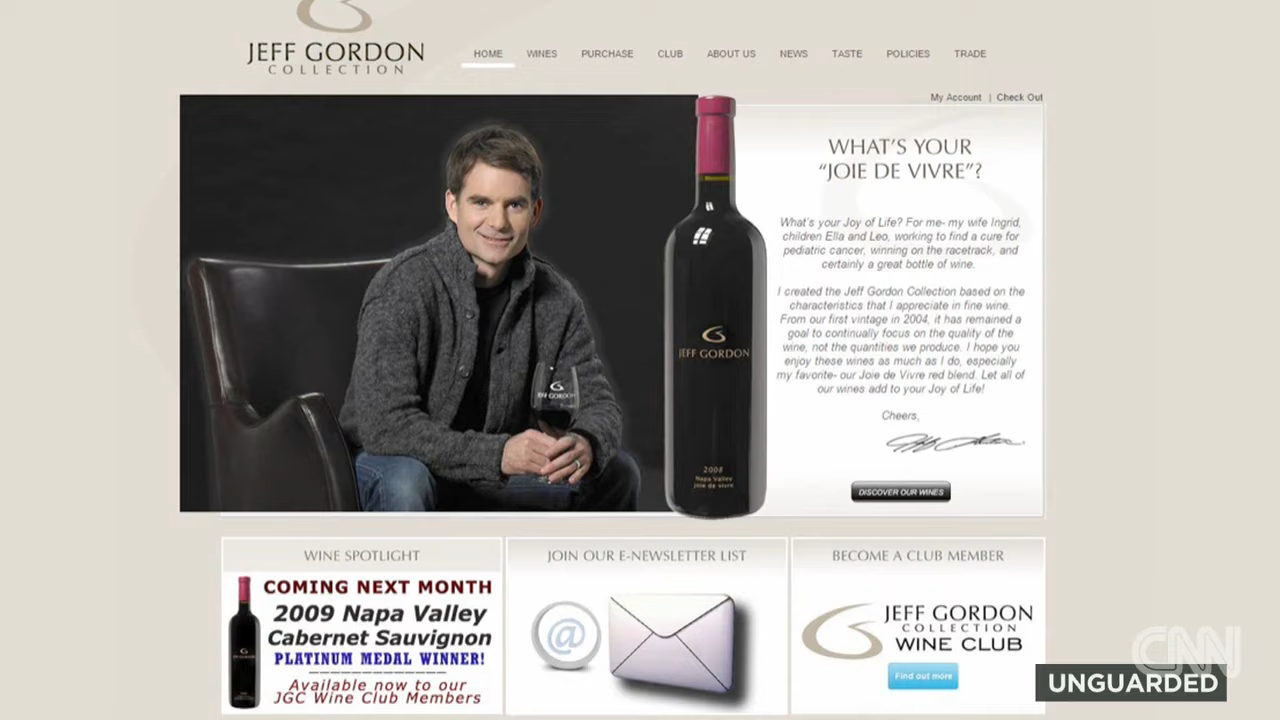 JEFF GORDON
COLLECTION
HOME WINES PURCHASE CLUB ABOUT US NEWS TASTE POLICIES TRADE
My Account | Check Out
WHAT'S YOUR
"JOIE DE VIVRE"?
What's your Joy of Life? For me- my wife Ingrid,
children Ella and Leo, working to find a cure for
pediatric cancer, winning on the racetrack, and
certainly a great bottle of wine.
I created the Jeff Gordon Collection based on the
characteristics that I appreciate in fine wine.
From our first vintage in 2004, it has remained a
goal to continually focus on the quality of the
wine, not the quantities we produce. I hope you
enjoy these wines as much as I do, especially
my favorite- our Joie de Vivre red blend. Let all of
our wines add to your Joy of Life!
Cheers,
DISCOVER OUR WINES
JEFF GORDON
2008
Napa Valley
joie de vivre
JEFF GORDON
WINE SPOTLIGHT
COMING NEXT MONTH
2009 Napa Valley
Cabernet Sauvignon
PLATINUM MEDAL WINNER!
Available now to our
JGC Wine Club Members
JOIN OUR E-NEWSLETTER LIST
@
BECOME A CLUB MEMBER
JEFF GORDON
COLLECTION
WINE CLUB
Find out more
CNN
UNGUARDED